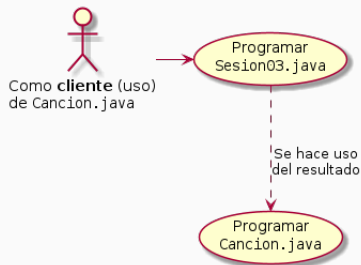 Programar
Sesion03.java
Como cliente (uso)
de Cancion.java
Se hace uso
del resultado
Programar
Cancion.java